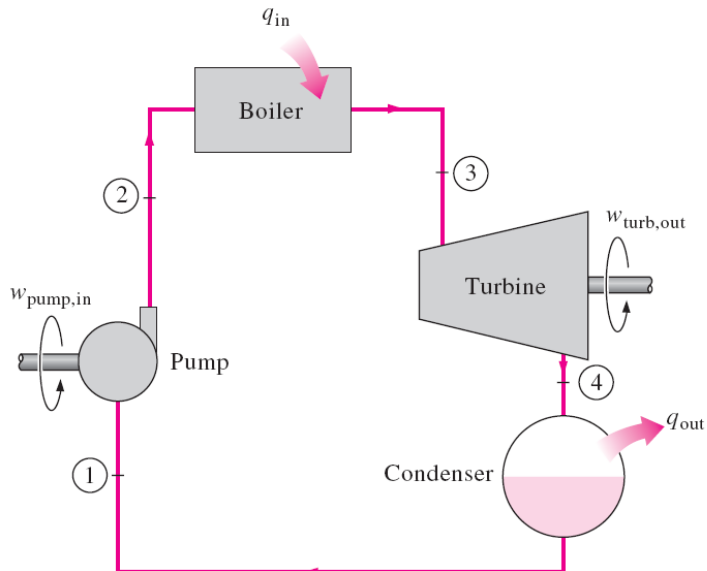 q_in
Boiler
2
3
w_turb,out
Turbine
w_pump,in
Pump
4
q_out
Condenser
1